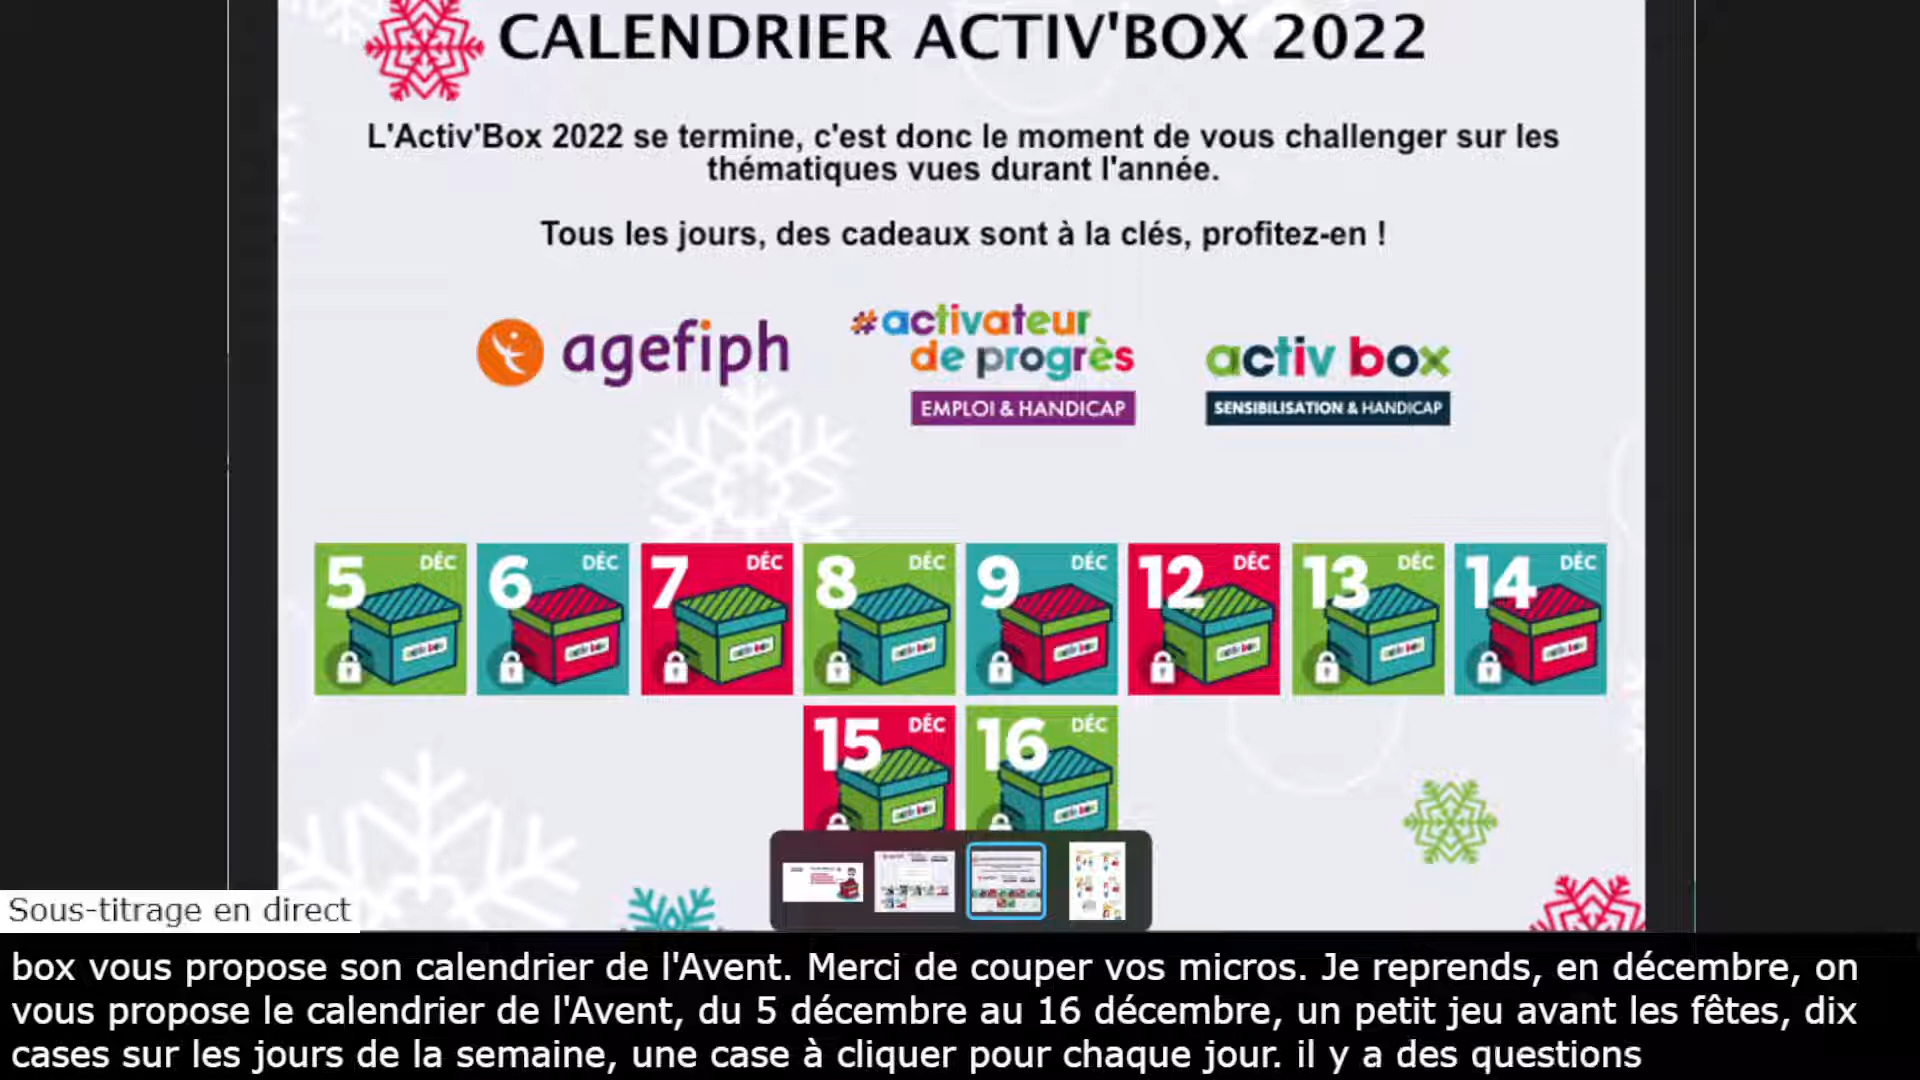 CALENDRIER ACTIV'BOX 2022
L'Activ'Box 2022 se termine, c'est donc le moment de vous challenger sur les
thématiques vues durant l'année.
Tous les jours, des cadeaux sont à la clés, profitez-en !
agefiph
#activateur
de progrès
EMPLOI & HANDICAP
activ box
SENSIBILISATION & HANDICAP
5 DÉC
6 DÉC
7 DÉC
8 DÉC
9 DÉC
12 DÉC
13 DÉC
14 DÉC
15 DÉC
16 DÉC
Sous-titrage en direct
box vous propose son calendrier de l'Avent. Merci de couper vos micros. Je reprends, en décembre, on
vous propose le calendrier de l'Avent, du 5 décembre au 16 décembre, un petit jeu avant les fêtes, dix
cases sur les jours de la semaine, une case à cliquer pour chaque jour. il y a des questions